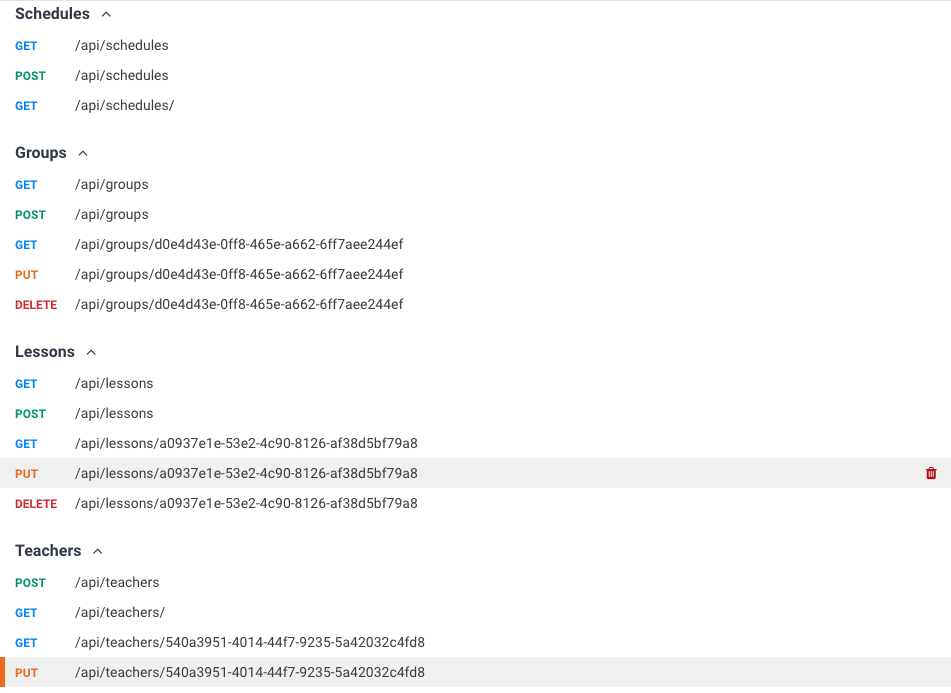 Schedules
GET /api/schedules
POST /api/schedules
GET /api/schedules/
Groups
GET /api/groups
POST /api/groups
GET /api/groups/d0e4d43e-0ff8-465e-a662-6ff7aee244ef
PUT /api/groups/d0e4d43e-0ff8-465e-a662-6ff7aee244ef
DELETE /api/groups/d0e4d43e-0ff8-465e-a662-6ff7aee244ef
Lessons
GET /api/lessons
POST /api/lessons
GET /api/lessons/a0937e1e-53e2-4c90-8126-af38d5bf79a8
PUT /api/lessons/a0937e1e-53e2-4c90-8126-af38d5bf79a8
DELETE /api/lessons/a0937e1e-53e2-4c90-8126-af38d5bf79a8
Teachers
POST /api/teachers
GET /api/teachers/
GET /api/teachers/540a3951-4014-44f7-9235-5a42032c4fd8
PUT /api/teachers/540a3951-4014-44f7-9235-5a42032c4fd8